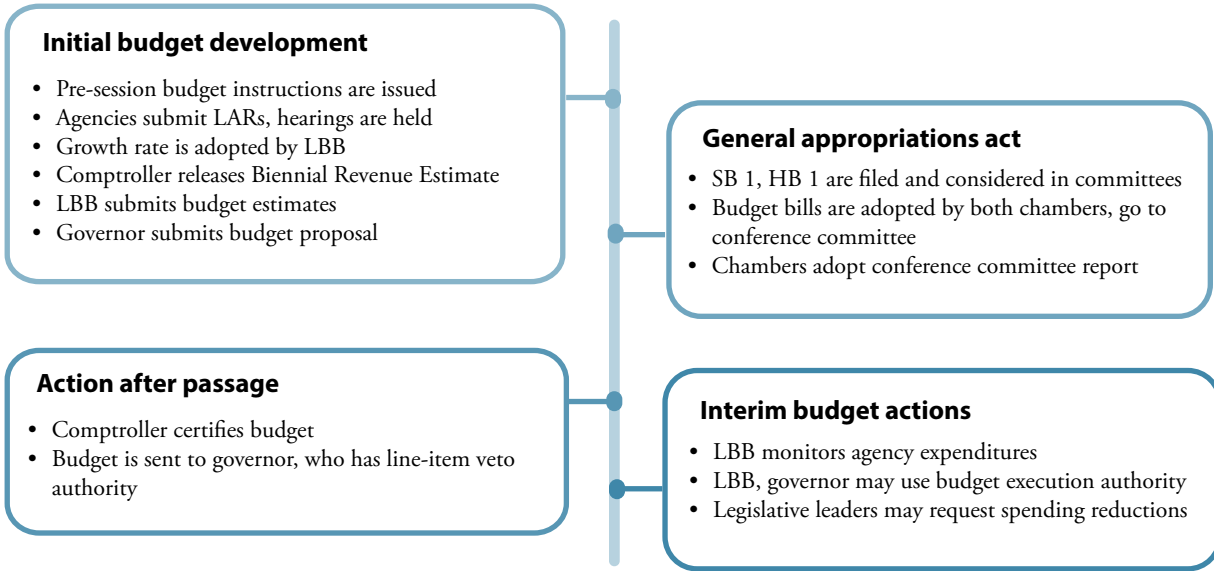 Initial budget development
• Pre-session budget instructions are issued
• Agencies submit LARs, hearings are held
• Growth rate is adopted by LBB
• Comptroller releases Biennial Revenue Estimate
• LBB submits budget estimates
• Governor submits budget proposal
General appropriations act
• SB 1, HB 1 are filed and considered in committees
• Budget bills are adopted by both chambers, go to
conference committee
• Chambers adopt conference committee report
Action after passage
• Comptroller certifies budget
• Budget is sent to governor, who has line-item veto
authority
Interim budget actions
• LBB monitors agency expenditures
• LBB, governor may use budget execution authority
• Legislative leaders may request spending reductions